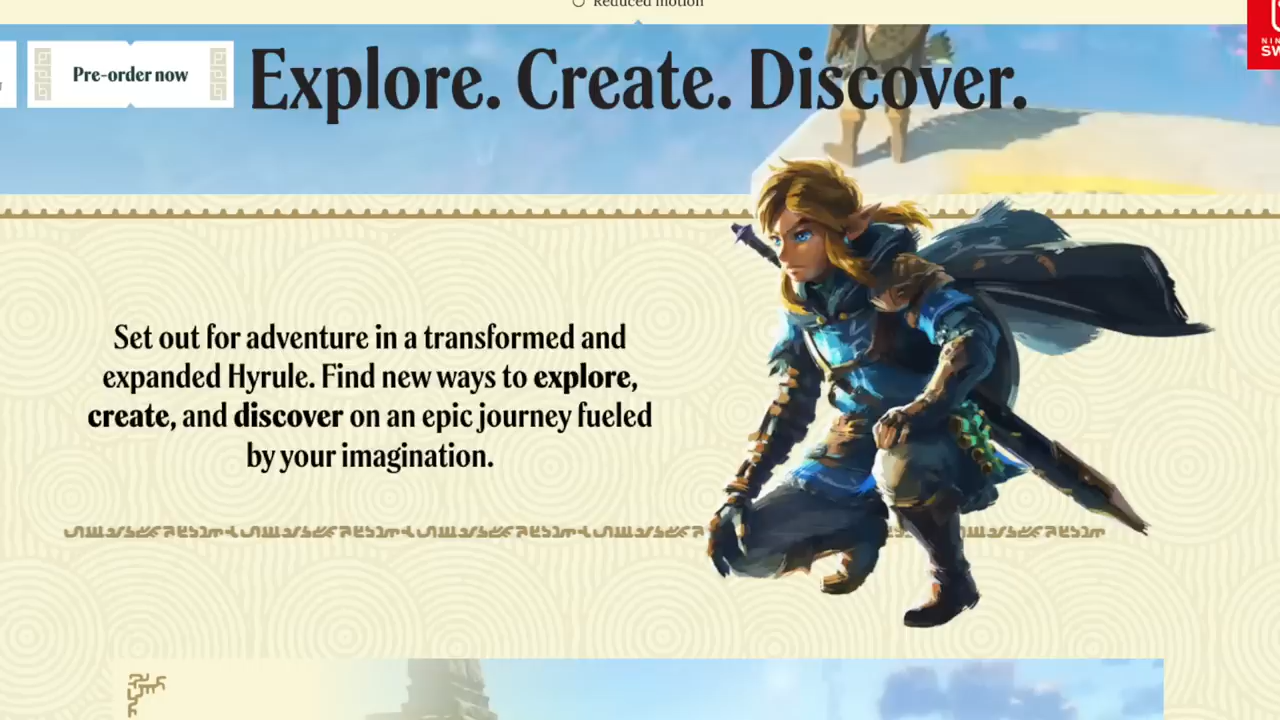 Reduced motion
Pre-order now
Explore. Create. Discover.
Set out for adventure in a transformed and
expanded Hyrule. Find new ways to explore,
create, and discover on an epic journey fueled
by your imagination.